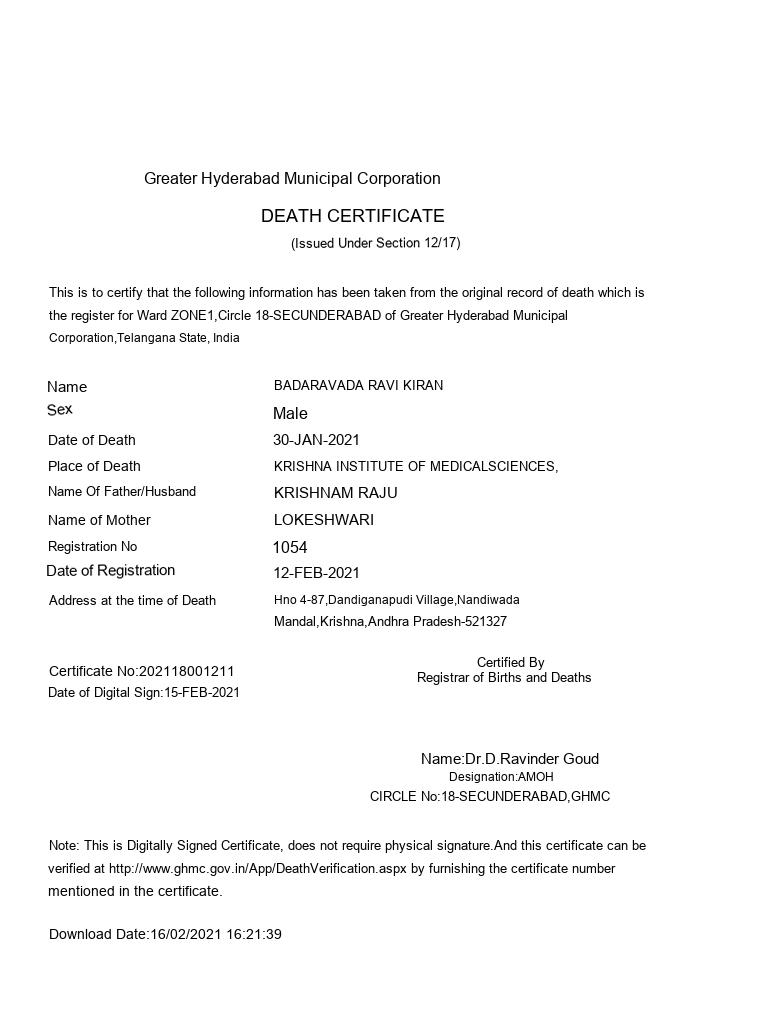 Greater Hyderabad Municipal Corporation
DEATH CERTIFICATE
(Issued Under Section 12/17)
This is to certify that the following information has been taken from the original record of death which is
the register for Ward ZONE1,Circle 18-SECUNDERABAD of Greater Hyderabad Municipal
Corporation,Telangana State, India
Name BADARAVADA RAVI KIRAN
Sex Male
Date of Death 30-JAN-2021
Place of Death KRISHNA INSTITUTE OF MEDICALSCIENCES,
Name Of Father/Husband KRISHNAM RAJU
Name of Mother LOKESHWARI
Registration No 1054
Date of Registration 12-FEB-2021
Address at the time of Death Hno 4-87,Dandiganapudi Village,Nandiwada
Mandal,Krishna,Andhra Pradesh-521327
Certificate No:202118001211
Date of Digital Sign:15-FEB-2021
Certified By
Registrar of Births and Deaths
Name:Dr.D.Ravinder Goud
Designation:AMOH
CIRCLE No:18-SECUNDERABAD,GHMC
Note: This is Digitally Signed Certificate, does not require physical signature.And this certificate can be
verified at http://www.ghmc.gov.in/App/DeathVerification.aspx by furnishing the certificate number
mentioned in the certificate.
Download Date:16/02/2021 16:21:39